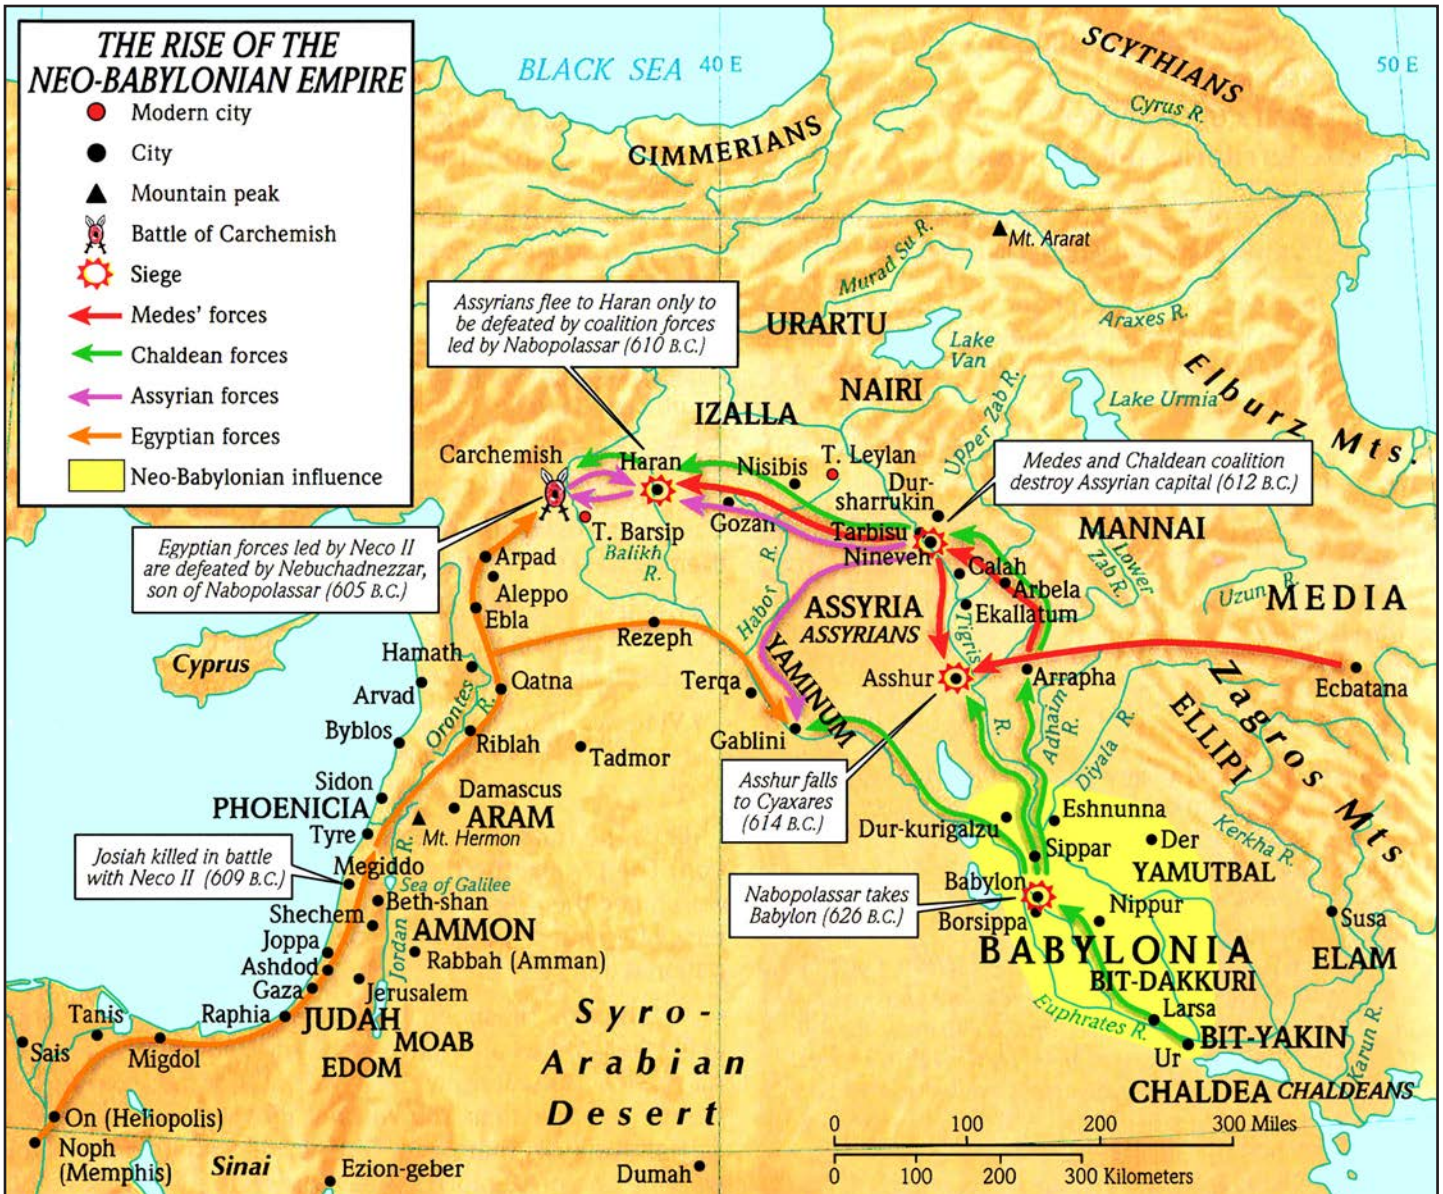 THE RISE OF THE
NEO-BABYLONIAN EMPIRE
Modern city
City
Mountain peak
Battle of Carchemish
Siege
Medes' forces
Chaldean forces
Assyrian forces
Egyptian forces
Neo-Babylonian influence
BLACK SEA
40 E
50 E
SCYTHIANS
Cyrus R.
CIMMERIANS
Mt. Ararat
Murad Su R.
Araxes R.
Assyrians flee to Haran only to
be defeated by coalition forces
led by Nabopolassar (610 B.C.)
URARTU
Lake
Van
NAIRI
Lake Urmia
Elburz Mts.
IZALLA
Upper Zab R.
Carchemish
Haran
Nisibis
T. Leylan
Dur-
sharrukin
Medes and Chaldean coalition
destroy Assyrian capital (612 B.C.)
T. Barsip
Gozan
Tarbisu
Nineveh
MANNAI
Egyptian forces led by Neco II
are defeated by Nebuchadnezzar,
son of Nabopolassar (605 B.C.)
Arpad
Balikh
R.
Habor
R.
Calah
Lower
Zab R.
Aleppo
Arbela
Uzun R.
MEDIA
Ebla
ASSYRIA
ASSYRIANS
Ekallatum
Rezeph
Tigris
R.
Cyprus
Hamath
YAMINUM
Zagros Mts
Arvad
Qatna
Terqa
Asshur
Arrapha
Ecbatana
Orontes
R.
ELLIPI
Byblos
Riblah
Tadmor
Gablini
Adhaim
R.
Diyala R.
Sidon
Asshur falls
to Cyaxares
(614 B.C.)
PHOENICIA
Damascus
ARAM
Eshnunna
Tyre
Mt. Hermon
Dur-kurigalzu
Der
Kerkha R.
Josiah killed in battle
with Neco II (609 B.C.)
Megiddo
Sippar
YAMUTBAL
Sea of Galilee
Beth-shan
Nabopolassar takes
Babylon (626 B.C.)
Babylon
Shechem
Borsippa
Nippur
Susa
Joppa
AMMON
BABYLONIA
ELAM
Jordan R.
Ashdod
Rabbah (Amman)
BIT-DAKKURI
Gaza
Jerusalem
Raphia
JUDAH
Syro-
Arabian
Desert
Euphrates R.
Larsa
Tanis
MOAB
BIT-YAKIN
Karun R.
Sais
Migdol
EDOM
Ur
CHALDEA
CHALDEANS
On (Heliopolis)
Noph
(Memphis)
Sinai
Ezion-geber
Dumah
0 100 200 300 Miles
0 100 200 300 Kilometers